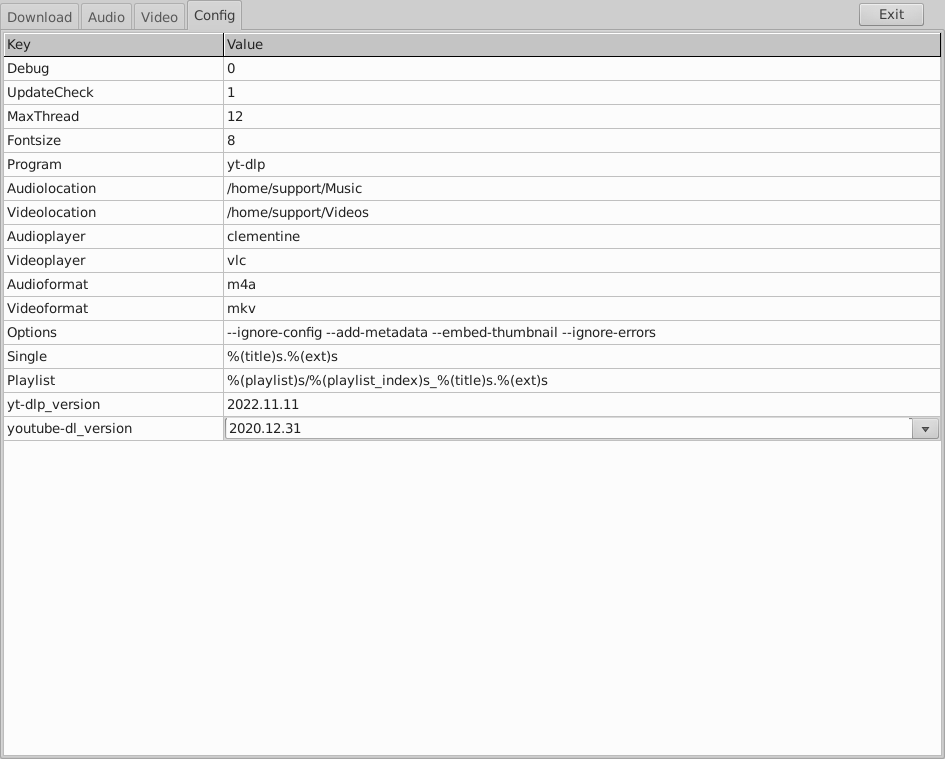 Download Audio Video Config Exit
Key Value
Debug 0
UpdateCheck 1
MaxThread 12
Fontsize 8
Program yt-dlp
Audiolocation /home/support/Music
Videolocation /home/support/Videos
Audioplayer clementine
Videoplayer vlc
Audioformat m4a
Videoformat mkv
Options --ignore-config --add-metadata --embed-thumbnail --ignore-errors
Single %(title)s.%(ext)s
Playlist %(playlist)s/%(playlist_index)s_%(title)s.%(ext)s
yt-dlp_version 2022.11.11
youtube-dl_version 2020.12.31